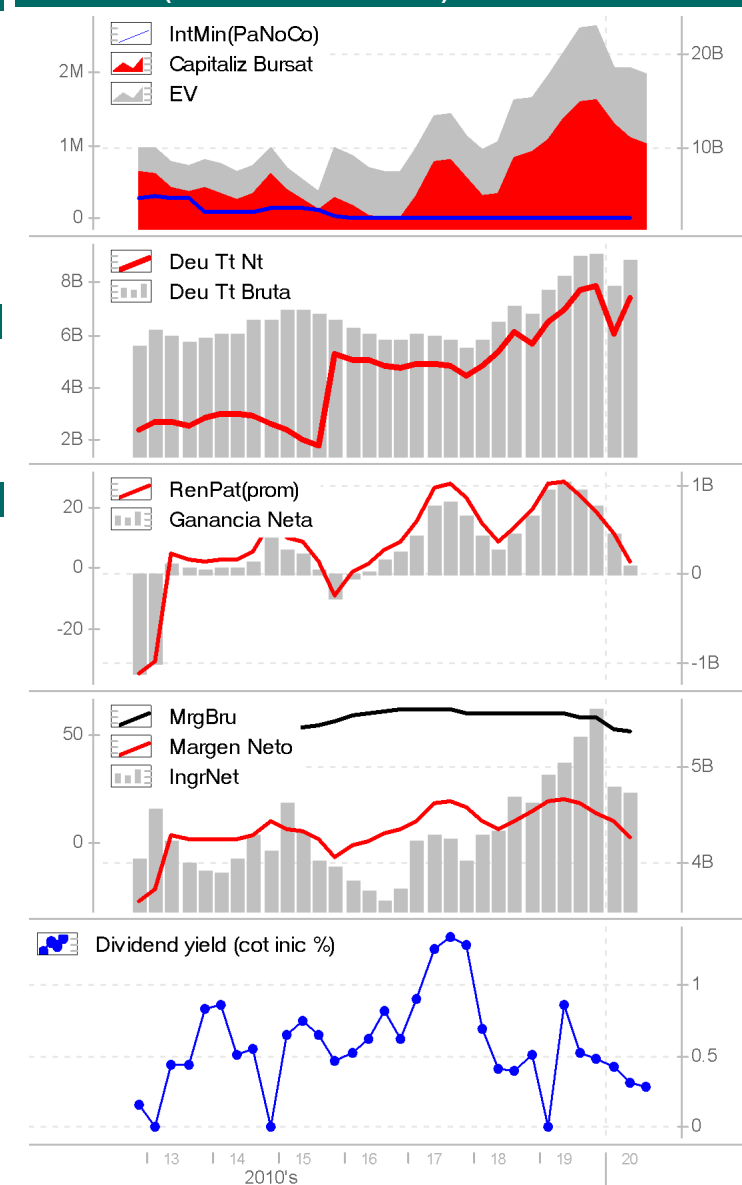 IntMin(PaNoCo)
Capitaliz Bursat
EV
2M
1M
0
20B
10B
Deu Tt Nt
Deu Tt Bruta
8B
6B
4B
2B
RenPat(prom)
Ganancia Neta
20
0
-20
1B
0
-1B
MrgBru
Margen Neto
IngrNet
50
0
5B
4B
Dividend yield (cot inic %)
1
0.5
0
13 14 15 16 17 18 19 20
2010's